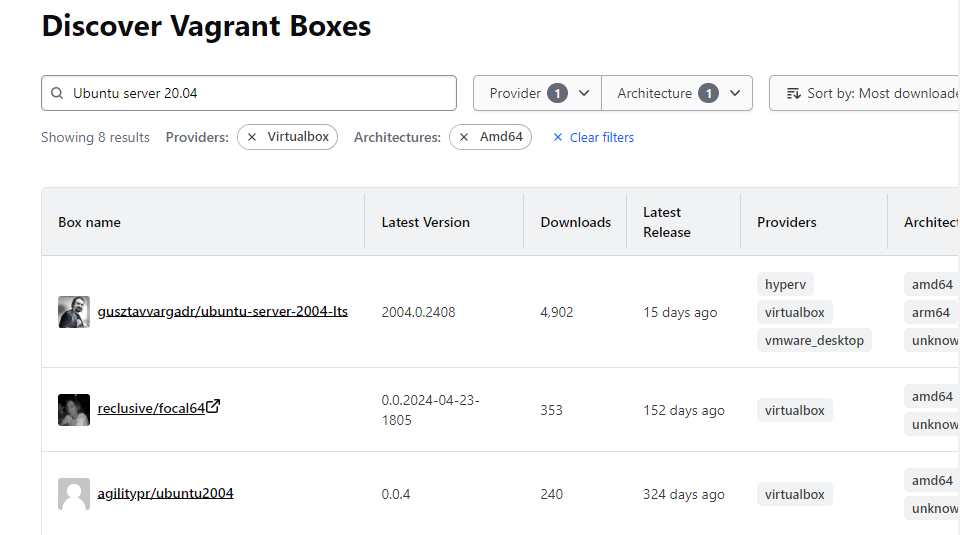 Discover Vagrant Boxes
Ubuntu server 20.04
Provider 1
Architecture 1
Sort by: Most downloade
Showing 8 results Providers: × Virtualbox Architectures: × Amd64 × Clear filters
Box name Latest Version Downloads Latest Release Providers Architect
gusztavvargadr/ubuntu-server-2004-lts 2004.0.2408 4,902 15 days ago
hyperv amd64
virtualbox arm64
vmware_desktop unknow
reclusive/focal64 0.0.2024-04-23-1805 353 152 days ago virtualbox
amd64
unknow
agilitypr/ubuntu2004 0.0.4 240 324 days ago virtualbox
amd64
unknow